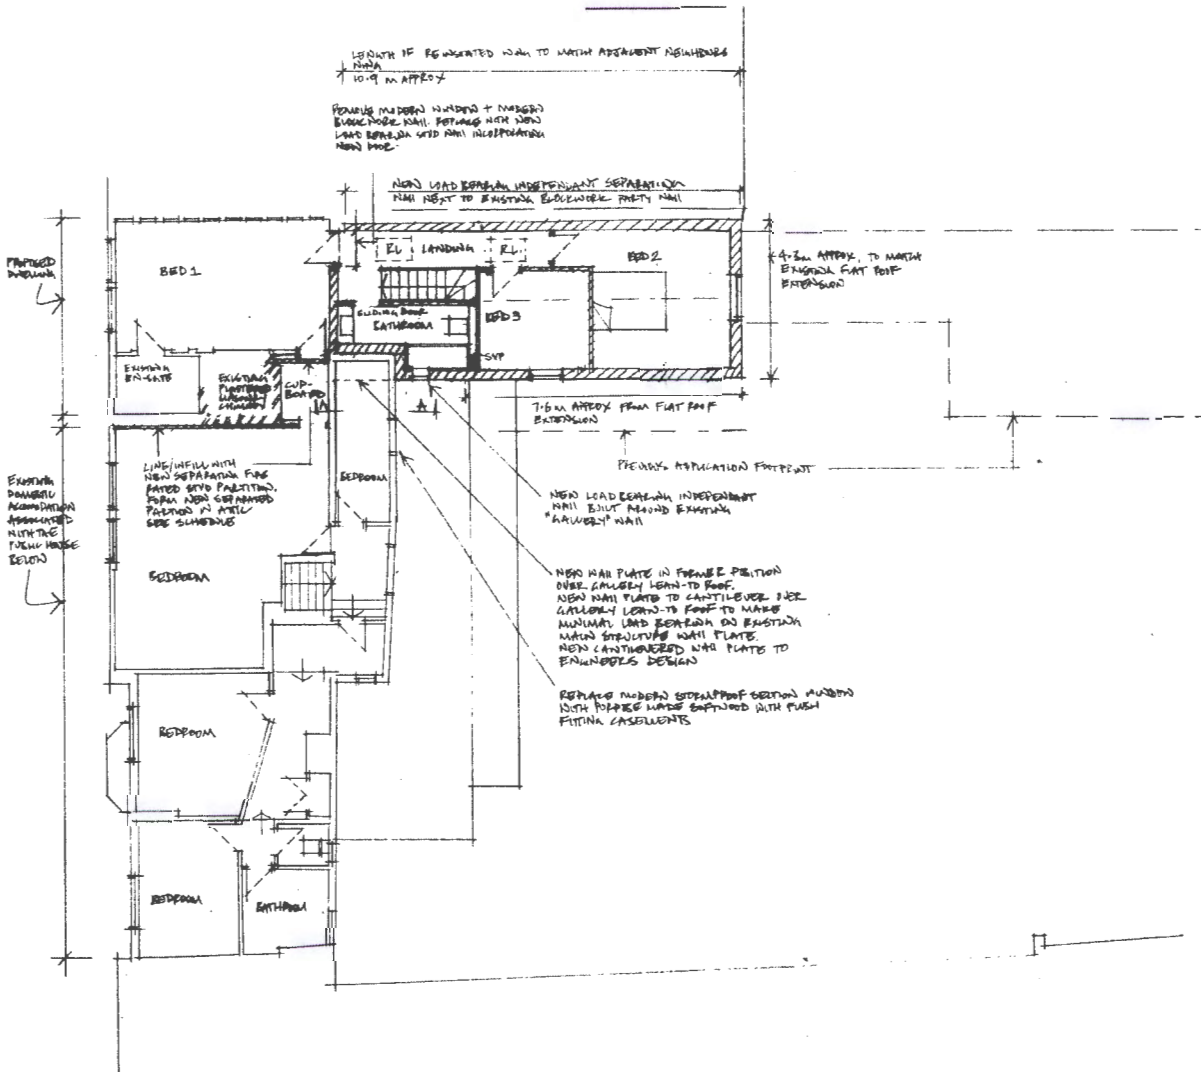 LENGTH OF REINSTATED WING TO MATCH ADJACENT NEIGHBOURS
WING
10.9 M APPROX
REMOVE MODERN WINDOW + MODERN
BLOCKWORK WALL. REPLACE WITH NEW
LOAD BEARING STUD WALL INCORPORATING
NEW DOOR.
NEW LOAD BEARING INDEPENDANT SEPARATING
WALL NEXT TO EXISTING BLOCKWORK PARTY WALL
PROPOSED
DWELLING
BED 1
RL
LANDING
RL
BED 2
4.3m APPROX, TO MATCH
EXISTING FLAT ROOF
EXTENSION
SLIDING DOOR
BATHROOM
BED 3
SVP
EXISTING
EN-SUITE
EXISTING
PLASTERED
MASONRY
CHIMNEY
CUP-
BOARD
A
A
7.6m APPROX FROM FLAT ROOF
EXTENSION
PREVIOUS APPLICATION FOOTPRINT
LINE/INFILL WITH
NEW SEPARATING FIRE
RATED STUD PARTITION.
FORM NEW SEPARATED
PARTION IN ATTIC
SEE SCHEDULE
BEDROOM
EXISTING
DOMESTIC
ACCOMODATION
ASSOCIATED
WITH THE
PUBLIC HOUSE
BELOW
NEW LOAD BEARING INDEPENDANT
WALL BUILT AROUND EXISTING
"GALLERY" WALL
BEDROOM
NEW WALL PLATE IN FORMER POSITION
OVER GALLERY LEAN-TO ROOF.
NEW WALL PLATE TO CANTILEVER OVER
GALLERY LEAN-TO ROOF TO MAKE
MINIMAL LOAD BEARING ON EXISTING
MAIN STRUCTURE WALL PLATE.
NEW CANTILEVERED WALL PLATE TO
ENGINEERS DESIGN
REPLACE MODERN STORMPROOF SECTION WINDOW
WITH PURPOSE MADE SOFTWOOD WITH FLUSH
FITTING CASEMENTS
BEDROOM
BEDROOM
BATHROOM